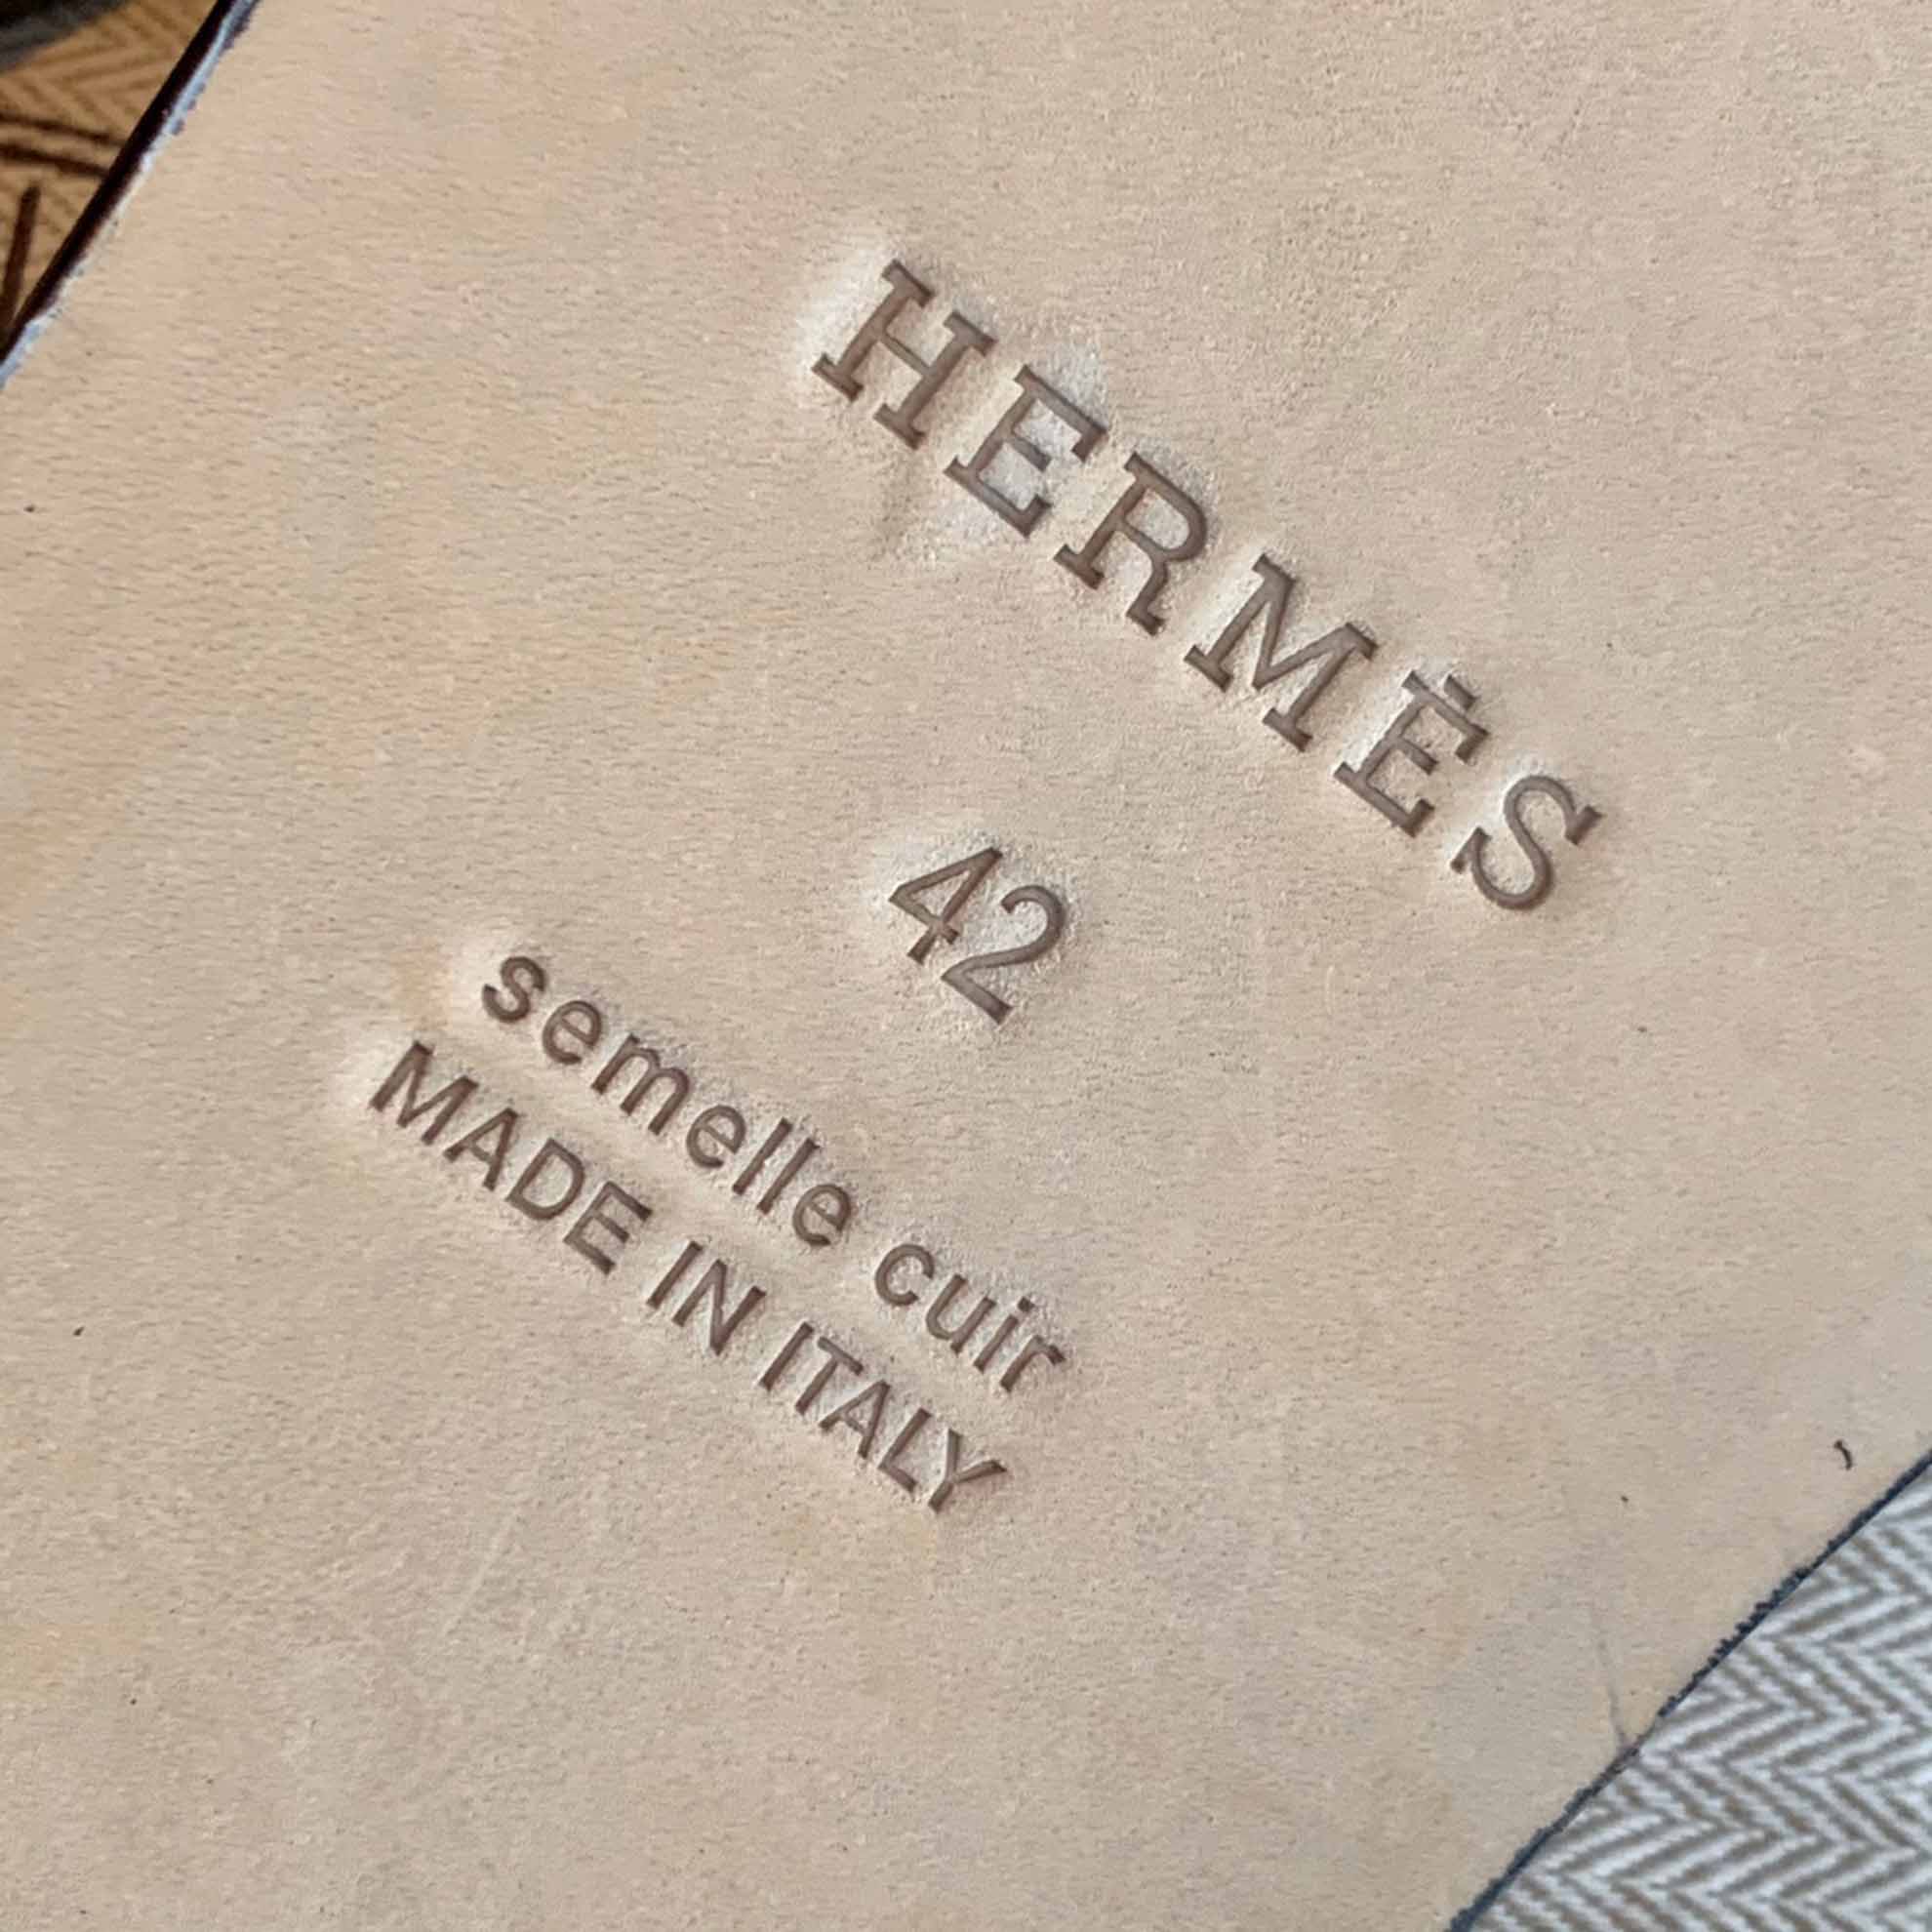 HERMÈS
42
semelle cuir
MADE IN ITALY